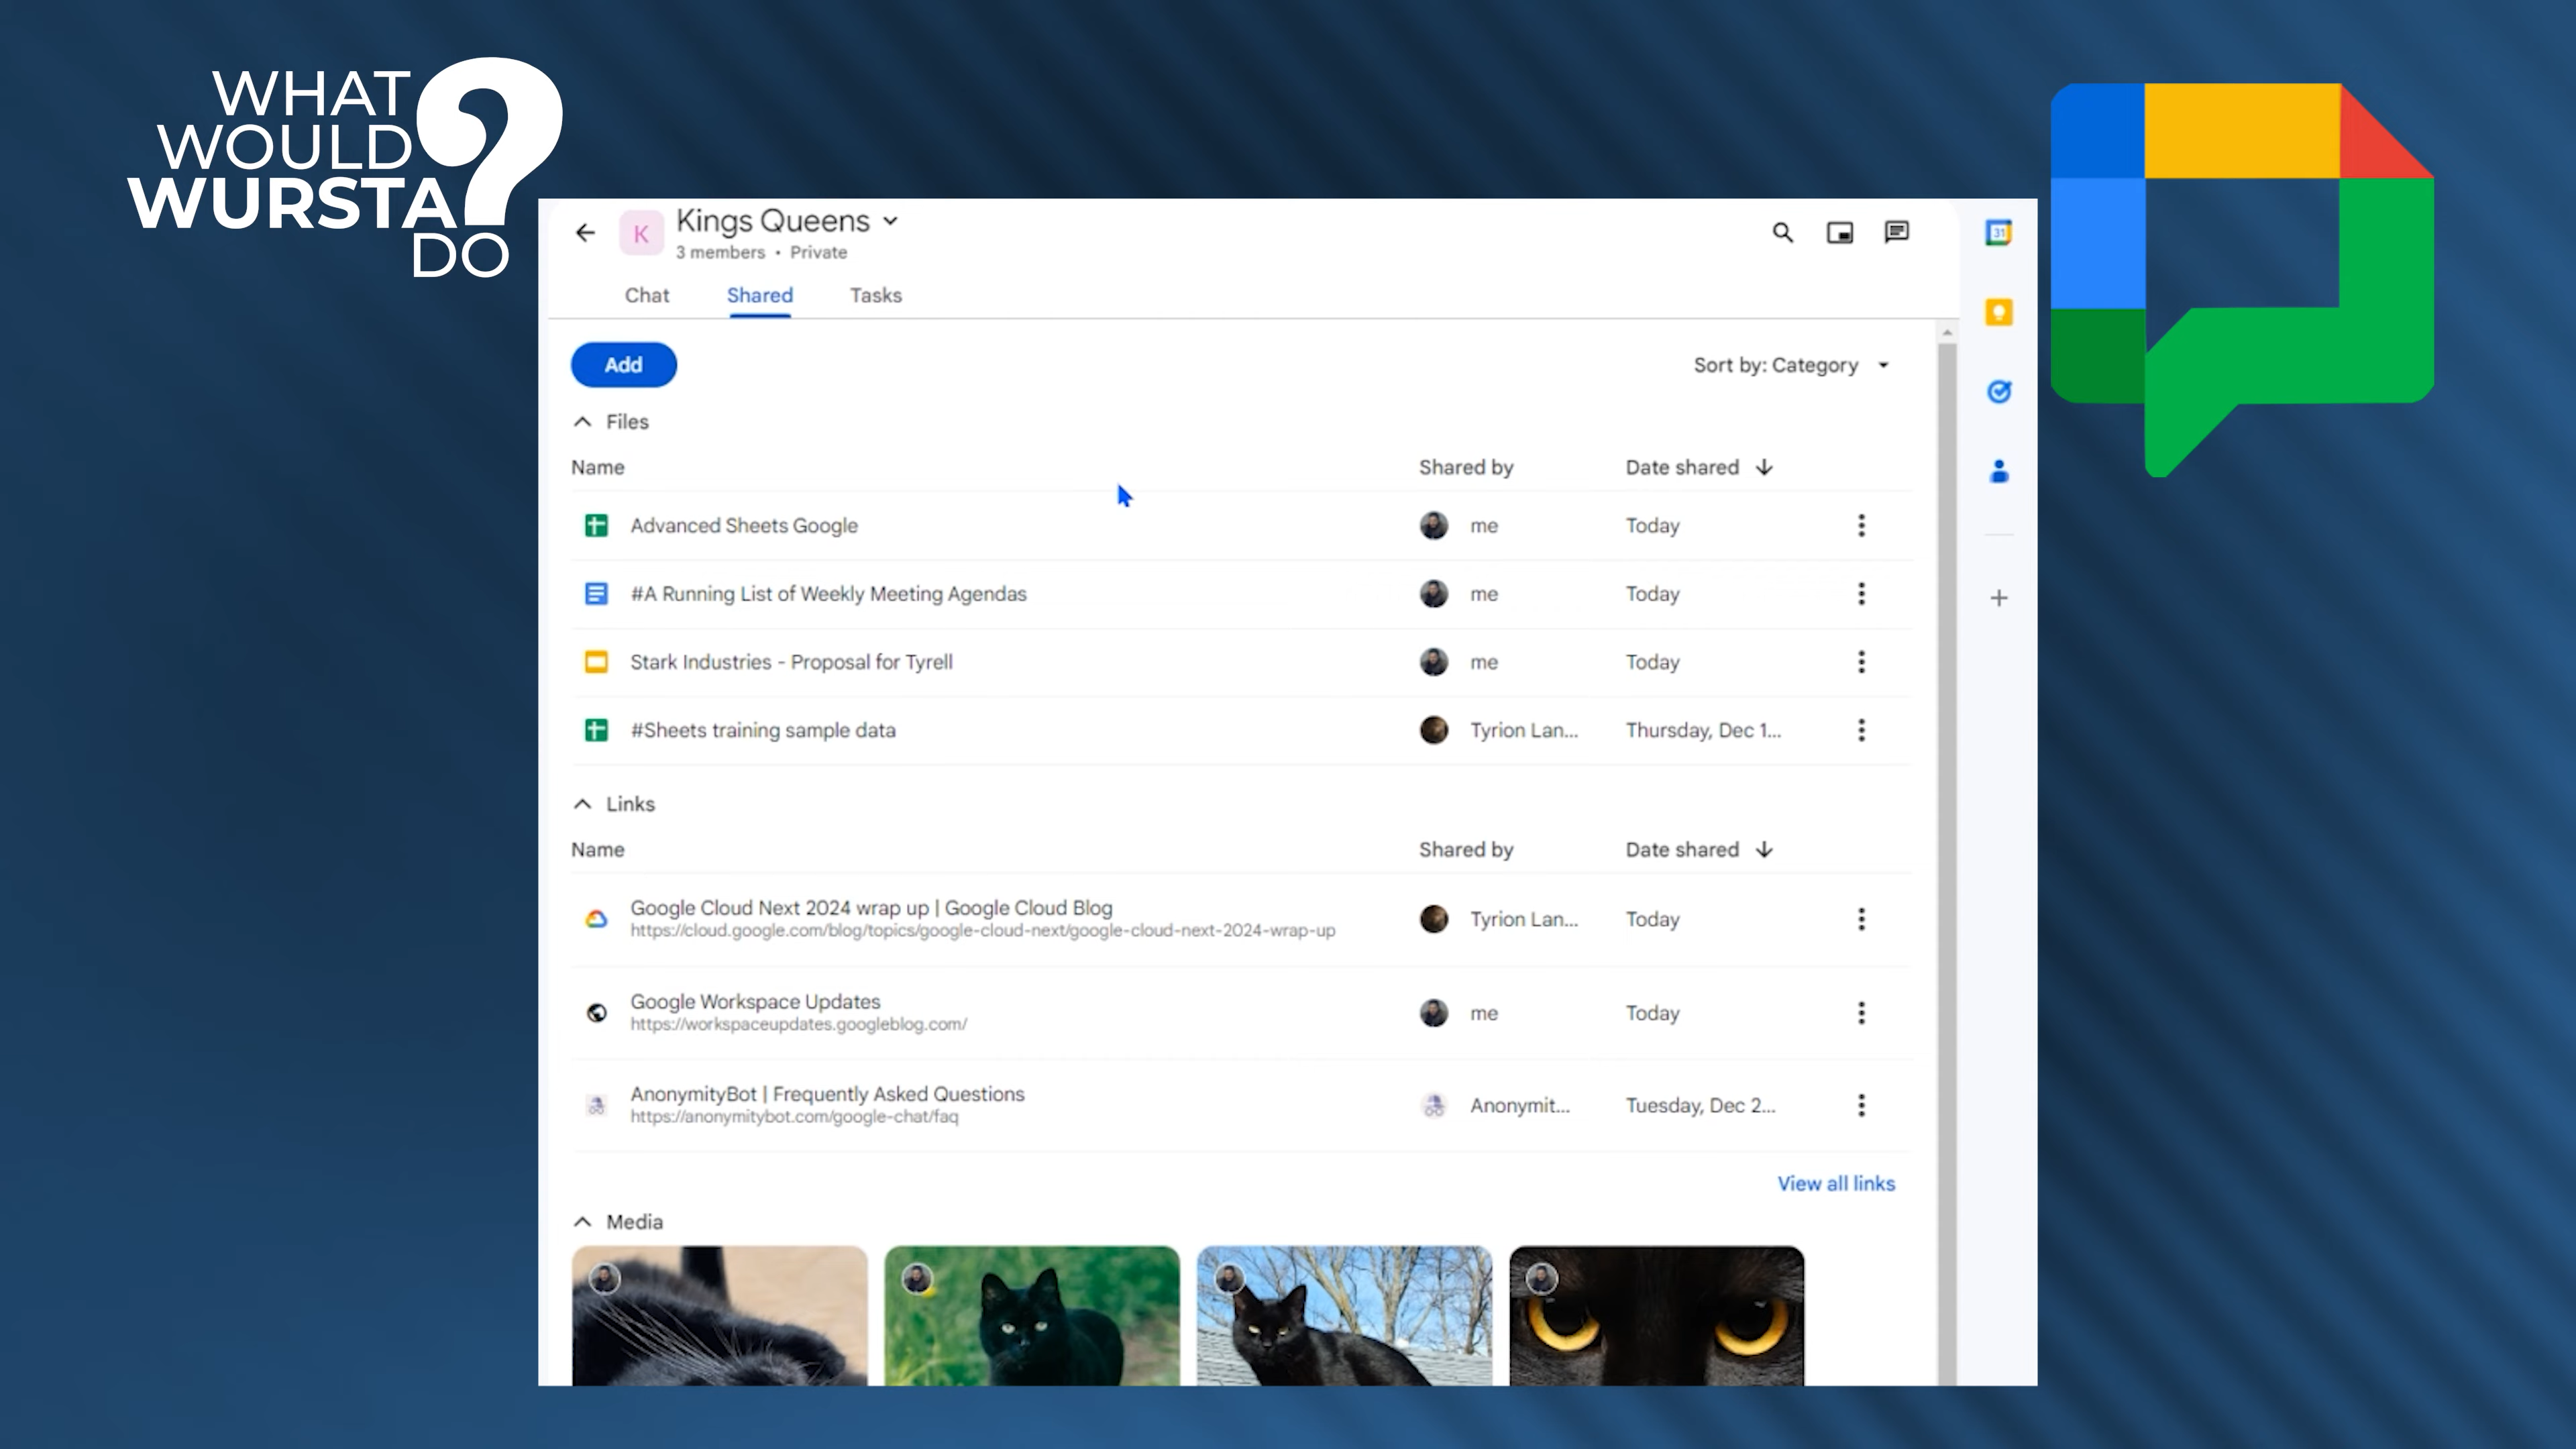 WHAT
WOULD
WURSTA?
DO
K
Kings Queens
3 members • Private
31
Chat Shared Tasks
Add
Sort by: Category
Files
Name Shared by Date shared
Advanced Sheets Google me Today
#A Running List of Weekly Meeting Agendas me Today
Stark Industries - Proposal for Tyrell me Today
#Sheets training sample data Tyrion Lan... Thursday, Dec 1...
Links
Name Shared by Date shared
Google Cloud Next 2024 wrap up | Google Cloud Blog
https://cloud.google.com/blog/topics/google-cloud-next/google-cloud-next-2024-wrap-up
Tyrion Lan... Today
Google Workspace Updates
https://workspaceupdates.googleblog.com/
me Today
AnonymityBot | Frequently Asked Questions
https://anonymitybot.com/google-chat/faq
Anonymit... Tuesday, Dec 2...
View all links
Media